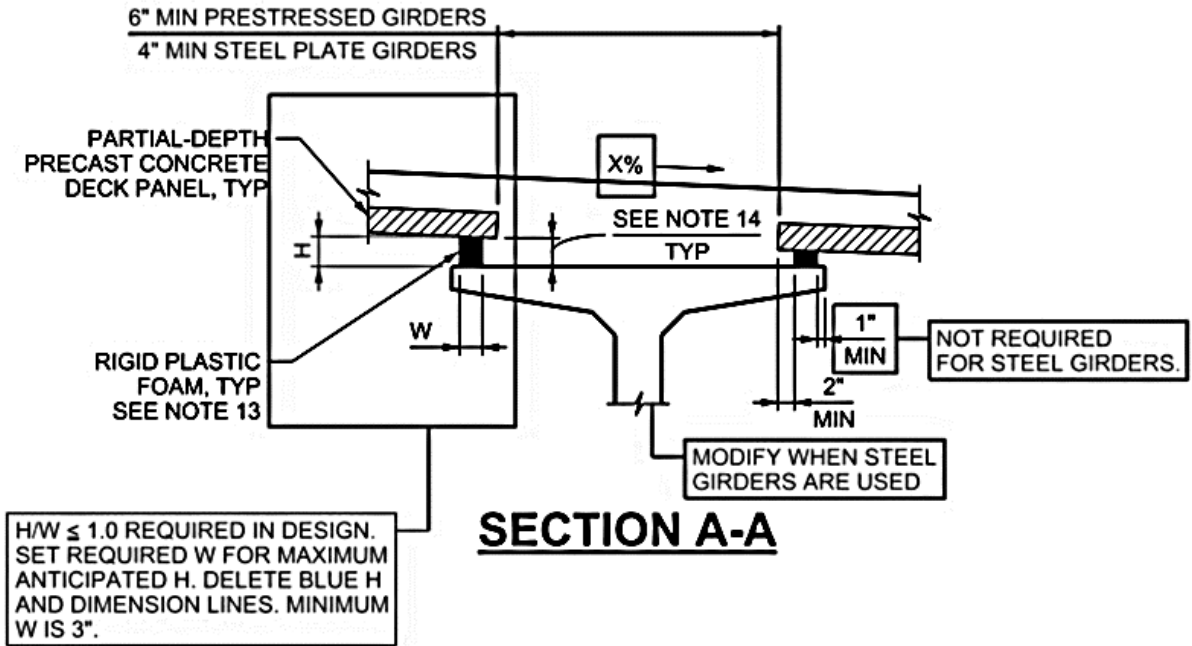 6" MIN PRESTRESSED GIRDERS
4" MIN STEEL PLATE GIRDERS
PARTIAL-DEPTH
PRECAST CONCRETE
DECK PANEL, TYP
X%
SEE NOTE 14
TYP
H
W
RIGID PLASTIC
FOAM, TYP
SEE NOTE 13
1"
MIN
NOT REQUIRED
FOR STEEL GIRDERS.
2"
MIN
MODIFY WHEN STEEL
GIRDERS ARE USED
SECTION A-A
H/W ≤ 1.0 REQUIRED IN DESIGN.
SET REQUIRED W FOR MAXIMUM
ANTICIPATED H. DELETE BLUE H
AND DIMENSION LINES. MINIMUM
W IS 3".